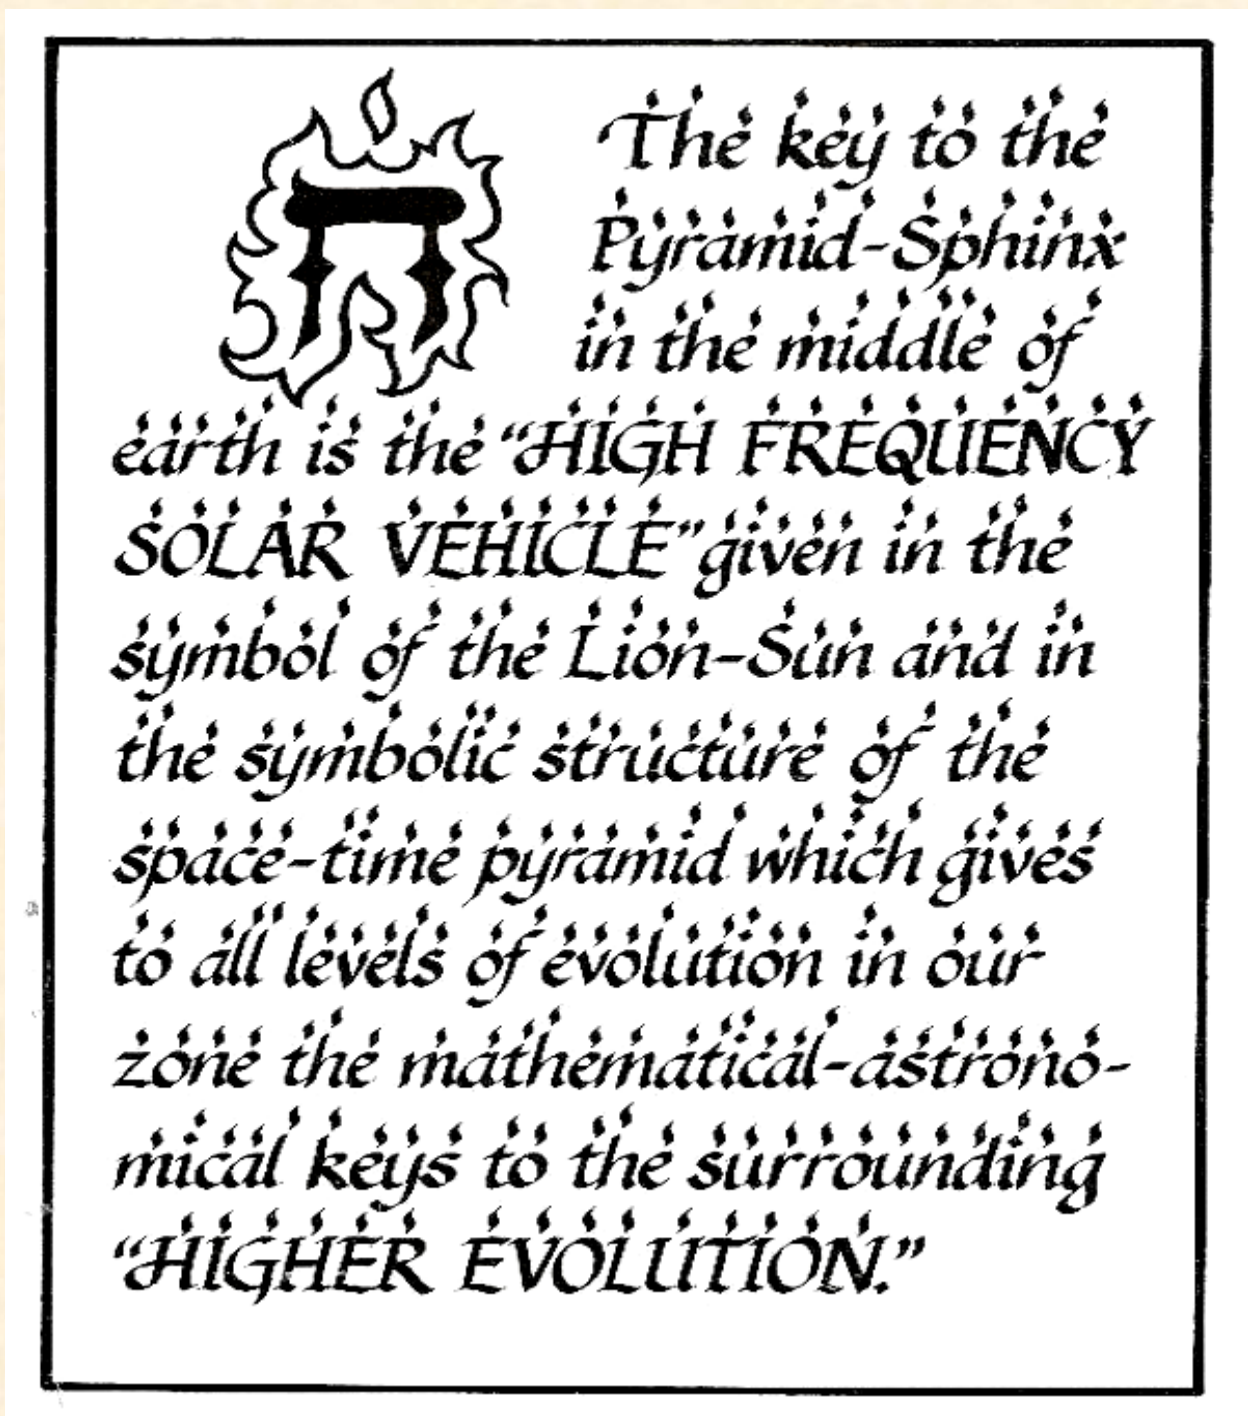 ח
The key to the
Pyramid-Sphinx
in the middle of
earth is the "HIGH FREQUENCY
SOLAR VEHICLE" given in the
symbol of the Lion-Sun and in
the symbolic structure of the
space-time pyramid which gives
to all levels of evolution in our
zone the mathematical-astrono-
mical keys to the surrounding
"HIGHER EVOLUTION."